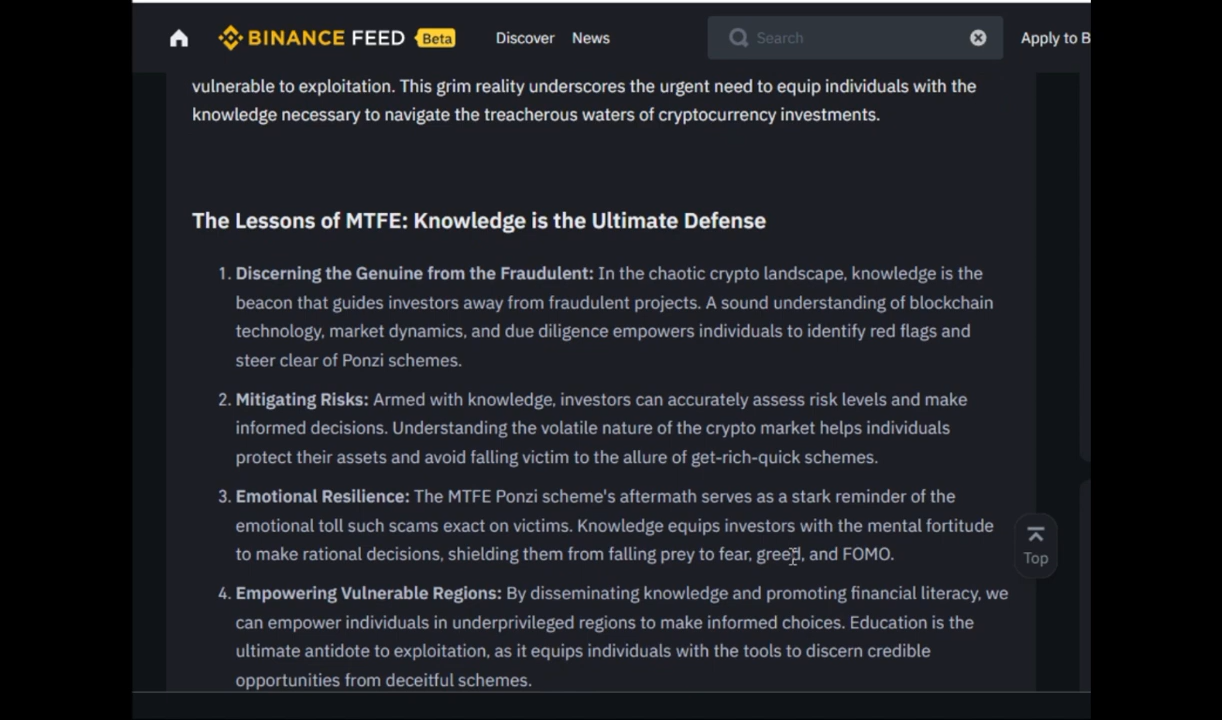 BINANCE FEED Beta Discover News Search Apply to B
vulnerable to exploitation. This grim reality underscores the urgent need to equip individuals with the
knowledge necessary to navigate the treacherous waters of cryptocurrency investments.
The Lessons of MTFE: Knowledge is the Ultimate Defense
1. Discerning the Genuine from the Fraudulent: In the chaotic crypto landscape, knowledge is the
beacon that guides investors away from fraudulent projects. A sound understanding of blockchain
technology, market dynamics, and due diligence empowers individuals to identify red flags and
steer clear of Ponzi schemes.
2. Mitigating Risks: Armed with knowledge, investors can accurately assess risk levels and make
informed decisions. Understanding the volatile nature of the crypto market helps individuals
protect their assets and avoid falling victim to the allure of get-rich-quick schemes.
3. Emotional Resilience: The MTFE Ponzi scheme's aftermath serves as a stark reminder of the
emotional toll such scams exact on victims. Knowledge equips investors with the mental fortitude
to make rational decisions, shielding them from falling prey to fear, greed, and FOMO.
Top
4. Empowering Vulnerable Regions: By disseminating knowledge and promoting financial literacy, we
can empower individuals in underprivileged regions to make informed choices. Education is the
ultimate antidote to exploitation, as it equips individuals with the tools to discern credible
opportunities from deceitful schemes.